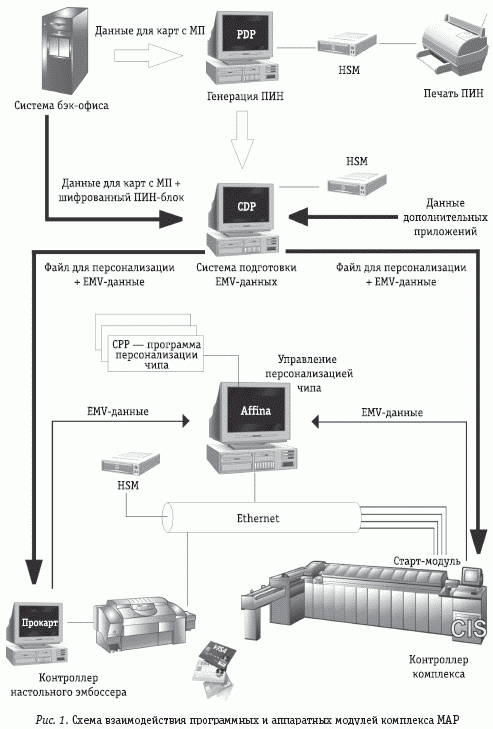 Данные для карт с МП
PDP
HSM
Система бэк-офиса
Генерация ПИН
Печать ПИН
HSM
Данные для карт с МП +
шифрованный ПИН-блок
CDP
Данные
дополнительных
приложений
Файл для персонализации
+ EMV-данные
Система подготовки
EMV-данных
Файл для персонализации
+ EMV-данные
CPP — программа
персонализации
чипа
Управление
персонализацией
чипа
Affina
EMV-данные
EMV-данные
HSM
Ethernet
Старт-модуль
Прокарт
VISA
CIS
Контроллер
настольного эмбоссера
Контроллер
комплекса
Рис. 1. Схема взаимодействия программных и аппаратных модулей комплекса MAP